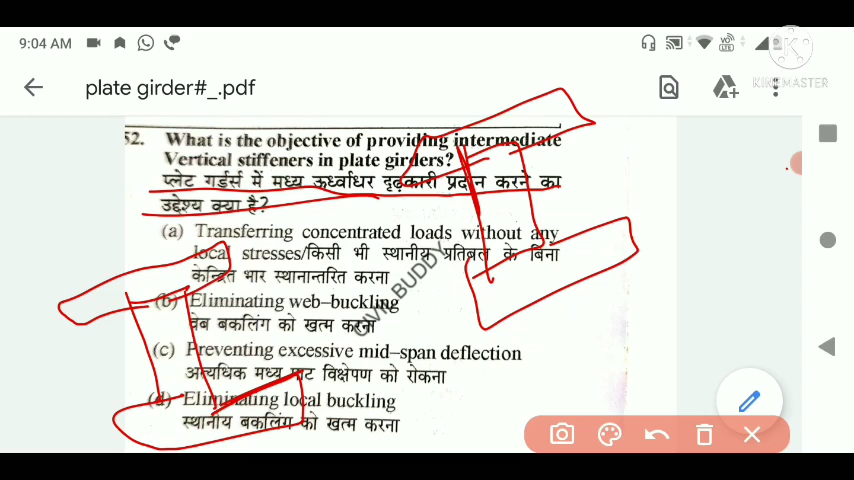 9:04 AM
VO
LTE
KINEMASTER
plate girder#_.pdf
52. What is the objective of providing intermediate
Vertical stiffeners in plate girders?
प्लेट गर्डर्स में मध्य ऊर्ध्वाधर दृढ़कारी प्रदान करने का
उद्देश्य क्या है?
(a) Transferring concentrated loads without any
local stresses/किसी भी स्थानीय प्रतिबल के बिना
केन्द्रित भार स्थानान्तरित करना
(b) Eliminating web–buckling
वेब बकलिंग को खत्म करना
(c) Preventing excessive mid-span deflection
अत्यधिक मध्य पाट विक्षेपण को रोकना
(d) Eliminating local buckling
स्थानीय बकलिंग को खत्म करना
CIVIL BUDDY